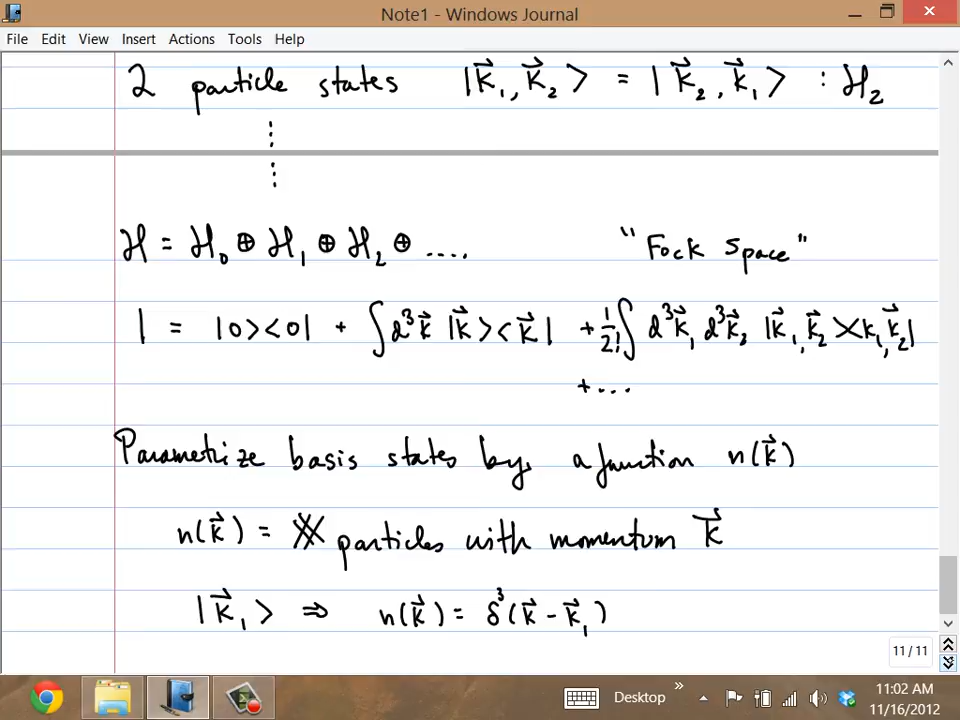 Note1 - Windows Journal
File Edit View Insert Actions Tools Help
2 particle states |k⃗₁, k⃗₂ > = | k⃗₂, k⃗₁ > : ℋ₂
⋮
⋮
ℋ = ℋ₀ ⊕ ℋ₁ ⊕ ℋ₂ ⊕ .... "Fock Space"
1 = |0><0| + ∫d³k⃗ |k⃗><k⃗| + 1/2! ∫ d³k⃗₁ d³k⃗₂ |k⃗₁, k⃗₂ ><k₁, k⃗₂|
+ ...
Parametrize basis states by a function n(k⃗)
n(k⃗) = # particles with momentum k⃗
|k⃗₁ > ⇒ n(k⃗) = δ³(k⃗ - k⃗₁)
11 / 11
Desktop
»
11:02 AM
11/16/2012